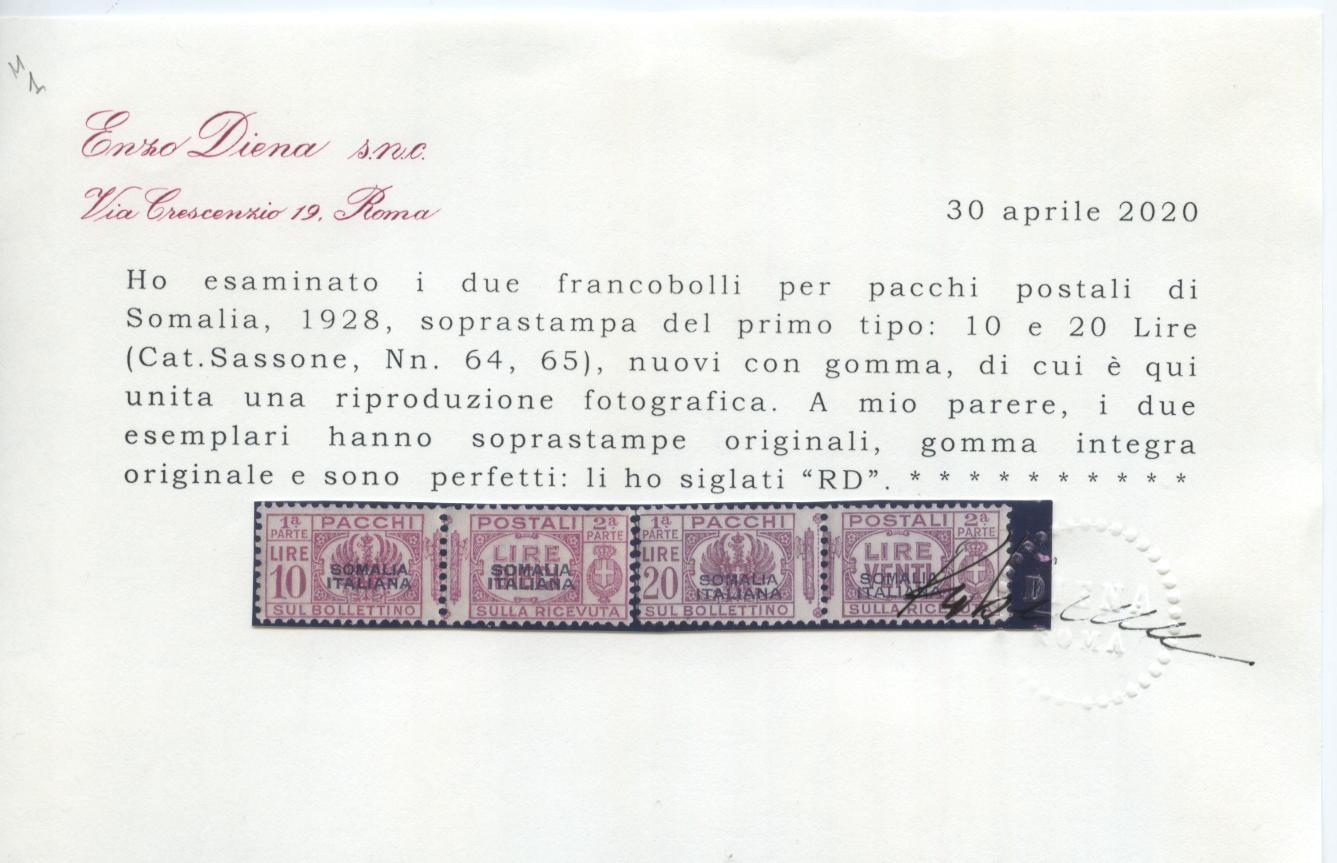 M
1
Enzo Diena s.n.c.
Via Crescenzio 19, Roma
30 aprile 2020
Ho esaminato i due francobolli per pacchi postali di
Somalia, 1928, soprastampa del primo tipo: 10 e 20 Lire
(Cat.Sassone, Nn. 64, 65), nuovi con gomma, di cui è qui
unita una riproduzione fotografica. A mio parere, i due
esemplari hanno soprastampe originali, gomma integra
originale e sono perfetti: li ho siglati “RD”. * * * * * * * * * *
1ª PARTE PACCHI
LIRE 10
SOMALIA
ITALIANA
SUL BOLLETTINO
POSTALI 2ª PARTE
LIRE
SOMALIA
ITALIANA
SULLA RICEVUTA
1ª PARTE PACCHI
LIRE 20
SOMALIA
ITALIANA
SUL BOLLETTINO
POSTALI 2ª PARTE
LIRE
VENTI
SOMALIA
ITALIANA
SULLA
ROMA